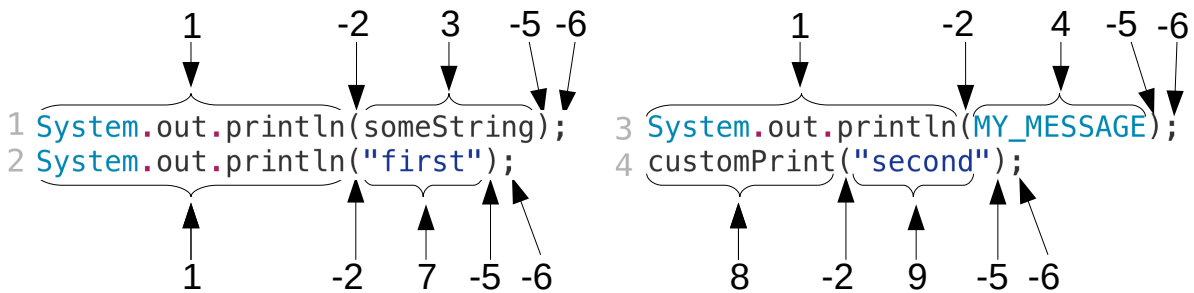 1 -2 3 -5 -6
1 System.out.println(someString);
2 System.out.println("first");
1 -2 7 -5 -6
1 -2 4 -5 -6
3 System.out.println(MY_MESSAGE);
4 customPrint("second");
8 -2 9 -5 -6